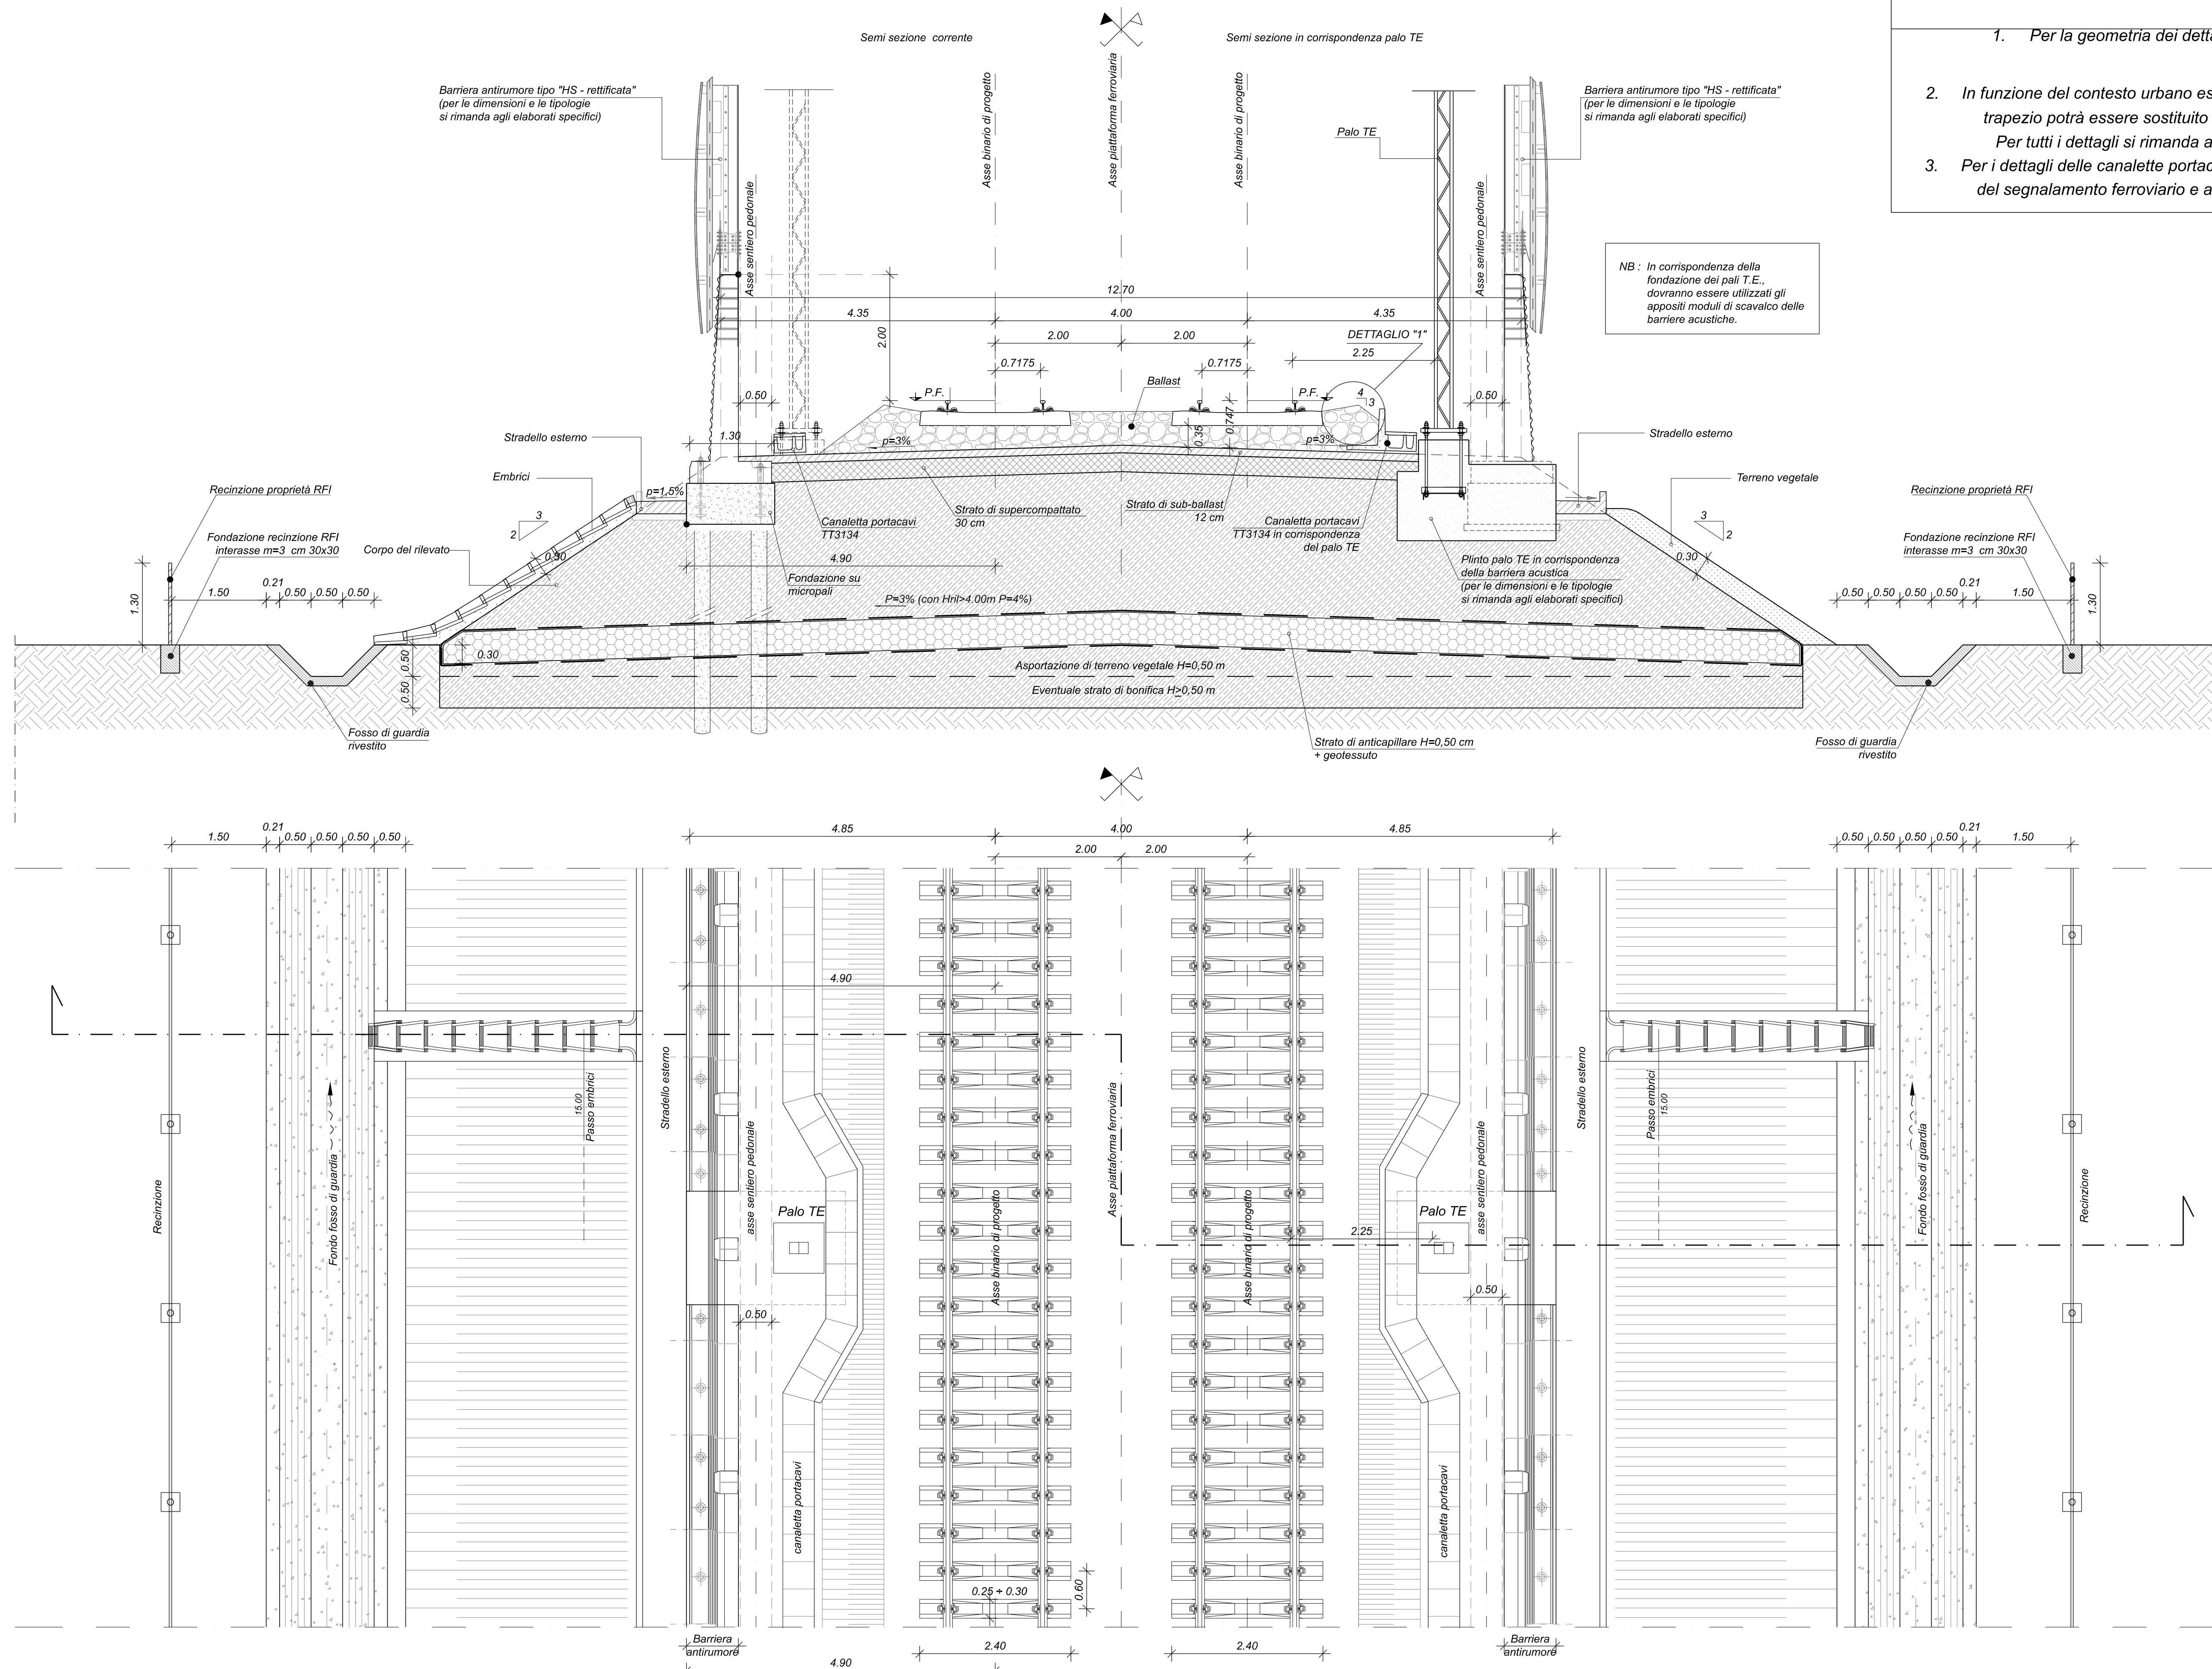 Semi sezione corrente
Semi sezione in corrispondenza palo TE
1. Per la geometria dei detta
2. In funzione del contesto urbano es
trapezio potrà essere sostituito
Per tutti i dettagli si rimanda a
3. Per i dettagli delle canalette portac
del segnalamento ferroviario e a
Barriera antirumore tipo "HS - rettificata"
(per le dimensioni e le tipologie
si rimanda agli elaborati specifici)
Asse sentiero pedonale
Asse binario di progetto
Asse piattaforma ferroviaria
Asse binario di progetto
Palo TE
Asse sentiero pedonale
Barriera antirumore tipo "HS - rettificata"
(per le dimensioni e le tipologie
si rimanda agli elaborati specifici)
NB : In corrispondenza della
fondazione dei pali T.E.,
dovranno essere utilizzati gli
appositi moduli di scavalco delle
barriere acustiche.
12.70
4.35
4.00
4.35
2.00
2.00
2.00
DETTAGLIO "1"
2.25
0.7175
0.7175
Ballast
0.50
P.F.
P.F.
4
3
0.50
1.30
p=3%
0.35
0.747
p=3%
Stradello esterno
Stradello esterno
Embrici
p=1,5%
Terreno vegetale
Recinzione proprietà RFI
Recinzione proprietà RFI
3
2
Canaletta portacavi
TT3134
Strato di supercompattato
30 cm
Strato di sub-ballast
12 cm
Canaletta portacavi
TT3134 in corrispondenza
del palo TE
3
2
Fondazione recinzione RFI
interasse m=3 cm 30x30
Fondazione recinzione RFI
interasse m=3 cm 30x30
Corpo del rilevato
0.30
4.90
Plinto palo TE in corrispondenza
della barriera acustica
(per le dimensioni e le tipologie
si rimanda agli elaborati specifici)
0.30
Fondazione su
micropali
P=3% (con Hril>4.00m P=4%)
1.30
1.50
0.21
0.50
0.50
0.50
0.50
0.50
0.50
0.50
0.21
1.50
1.30
0.50
0.50
0.30
Asportazione di terreno vegetale H=0,50 m
Eventuale strato di bonifica H>0,50 m
Fosso di guardia
rivestito
Strato di anticapillare H=0,50 cm
+ geotessuto
Fosso di guardia
rivestito
1.50
0.21
0.50
0.50
0.50
0.50
4.85
4.00
4.85
2.00
2.00
0.50
0.50
0.50
0.50
0.21
1.50
4.90
Recinzione
Fondo fosso di guardia
15.00
Passo embrici
Stradello esterno
asse sentiero pedonale
Palo TE
0.50
canaletta portacavi
Asse binario di progetto
Asse piattaforma ferroviaria
Asse binario di progetto
2.25
Palo TE
asse sentiero pedonale
0.50
canaletta portacavi
Stradello esterno
Passo embrici
15.00
Fondo fosso di guardia
Recinzione
0.25 ÷ 0.30
0.60
Barriera
antirumore
2.40
2.40
Barriera
antirumore
4.90